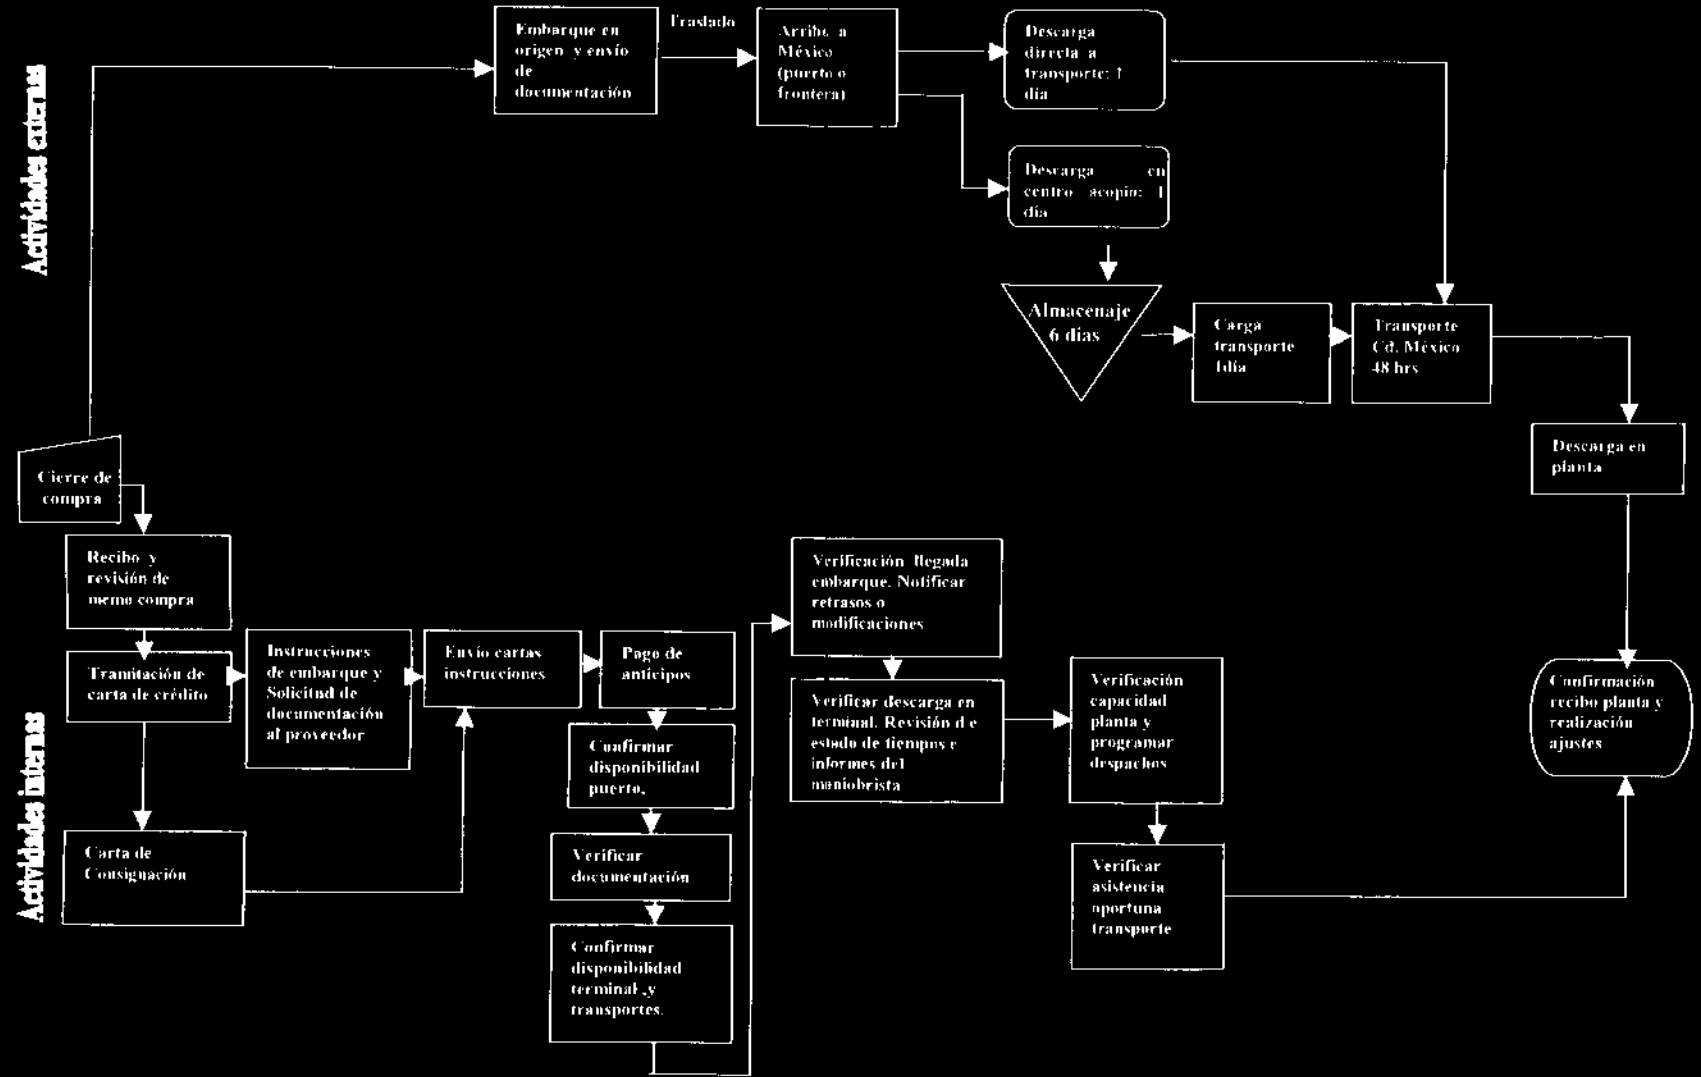 Actividades externas
Embarque en
origen y envío
de
documentación
Traslado
Arribo a
México
(puerto o
frontera)
Descarga
directa a
transporte: 1
día
Descarga en
centro acopio: 1
día
Almacenaje
6 días
Carga
transporte
1día
Transporte
Cd. México
48 hrs
Descarga en
planta
Cierre de
compra
Actividades internas
Recibo y
revisión de
memo compra
Tramitación de
carta de crédito
Instrucciones
de embarque y
Solicitud de
documentación
al proveedor
Envío cartas
instrucciones
Pago de
anticipos
Carta de
Consignación
Confirmar
disponibilidad
puerto,
Verificar
documentación
Confirmar
disponibilidad
terminal ,y
transportes.
Verificación llegada
embarque. Notificar
retrasos o
modificaciones
Verificar descarga en
terminal. Revisión d e
estado de tiempos e
informes del
maniobrista
Verificación
capacidad
planta y
programar
despachos
Verificar
asistencia
oportuna
transporte
Confirmación
recibo planta y
realización
ajustes